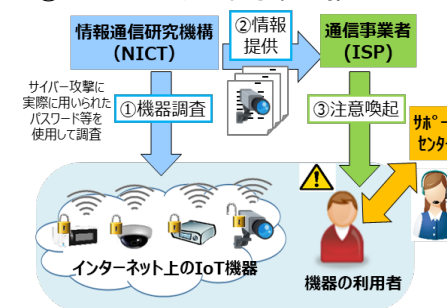 情報通信研究機構
(NICT)
②情報
提供
通信事業者
(ISP)
サイバー攻撃に
実際に用いられた
パスワード等を
使用して調査
①機器調査
③注意喚起
ｻﾎﾟｰ
ｾﾝﾀ
インターネット上のIoT機器
機器の利用者